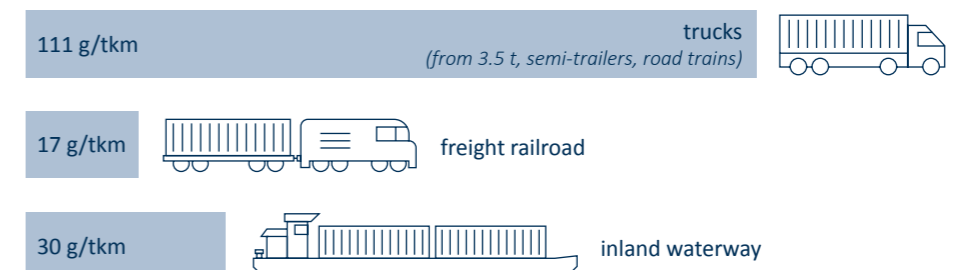 111 g/tkm
trucks
(from 3.5 t, semi-trailers, road trains)
17 g/tkm
freight railroad
30 g/tkm
inland waterway